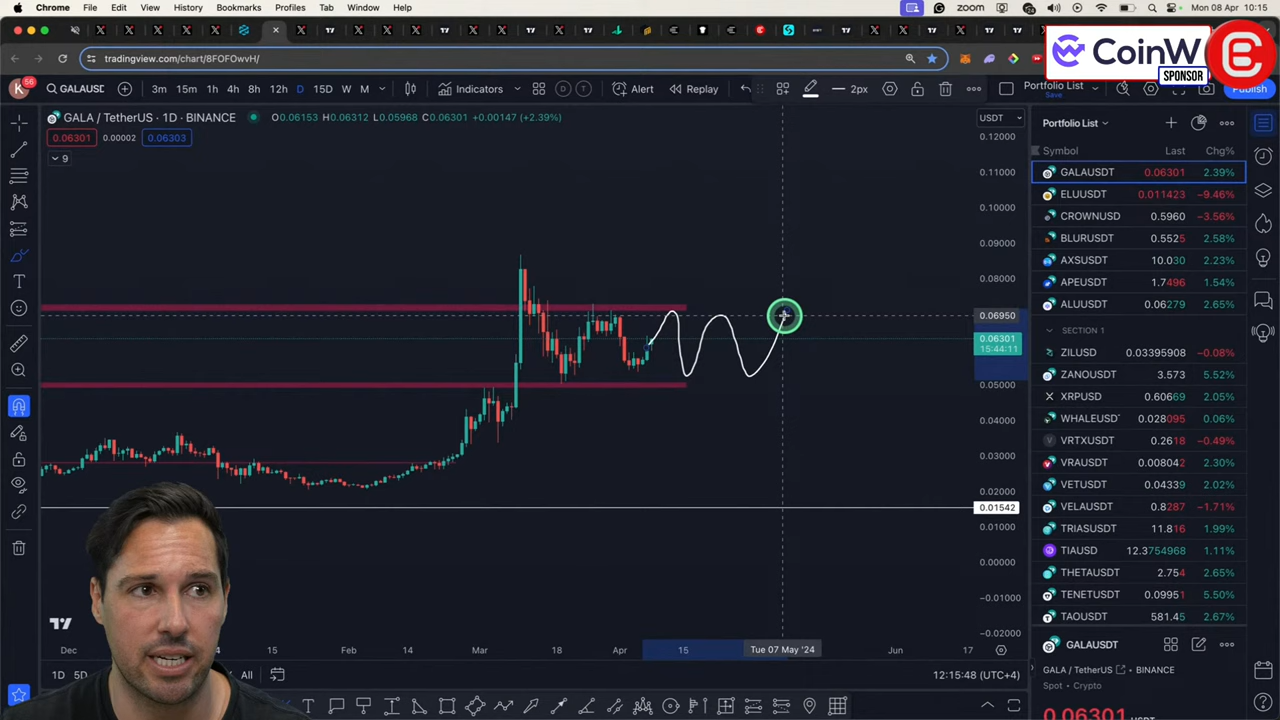 Chrome File Edit View History Bookmarks Profiles Tab Window Help zoom Mon 08 Apr 10:15
tradingview.com/chart/8FOFOwvH/
CoinW
SPONSOR
K 56 GALAUSD 3m 15m 1h 4h 8h 12h D 15D W M Indicators Alert Replay 2px Portfolio List Save Publish
GALA / TetherUS · 1D · BINANCE O0.06153 H0.06312 L0.05968 C0.06301 +0.00147 (+2.39%) USDT
0.06301 0.00002 0.06303
9
0.12000
0.11000
0.10000
0.09000
0.08000
0.06950
0.06301
15:44:11
0.05000
0.04000
0.03000
0.02000
0.01542
0.01000
0.00000
−0.01000
−0.02000
Dec 15 Feb 14 Mar 18 Apr 15 Tue 07 May '24 Jun 17
1D 5D All 12:15:48 (UTC+4)
Portfolio List
Symbol Last Chg%
GALAUSDT 0.06301 2.39%
ELUUSDT 0.011423 −9.46%
CROWNUSD 0.5960 −3.56%
BLURUSDT 0.5525 2.58%
AXSUSDT 10.030 2.23%
APEUSDT 1.7496 1.54%
ALUUSDT 0.06279 2.65%
SECTION 1
ZILUSD 0.03395908 −0.08%
ZANOUSDT 3.573 5.52%
XRPUSD 0.60669 2.05%
WHALEUSD 0.028095 0.06%
VRTXUSDT 0.2618 −0.49%
VRAUSDT 0.008042 2.30%
VETUSDT 0.04339 2.02%
VELAUSDT 0.8287 −1.71%
TRIASUSDT 11.816 1.99%
TIAUSD 12.3754968 1.11%
THETAUSDT 2.754 2.65%
TENETUSDT 0.09951 5.50%
TAOUSDT 581.45 2.67%
GALAUSDT
GALA / TetherUS · BINANCE
Spot · Crypto
0.06301